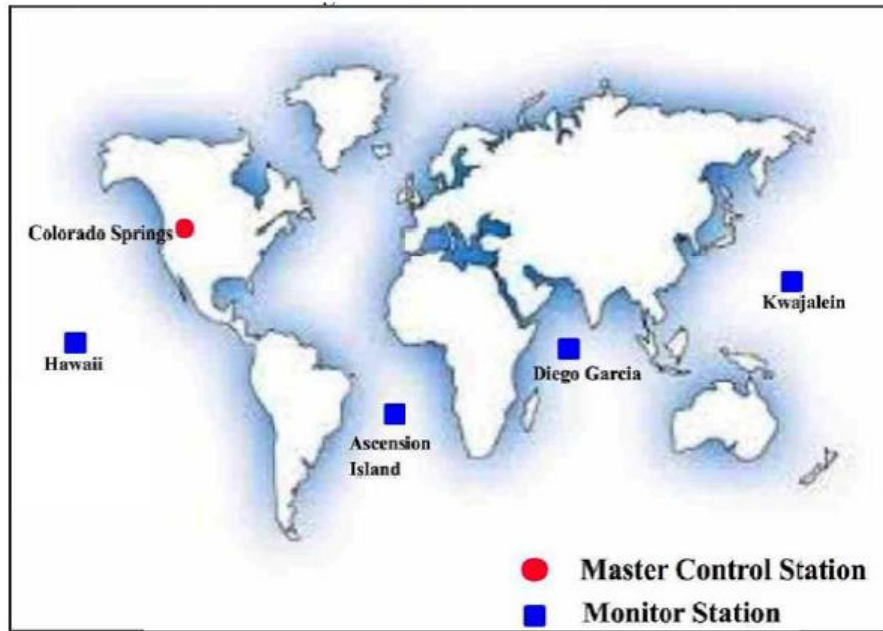 Colorado Springs
Kwajalein
Hawaii
Diego Garcia
Ascension
Island
Master Control Station
Monitor Station